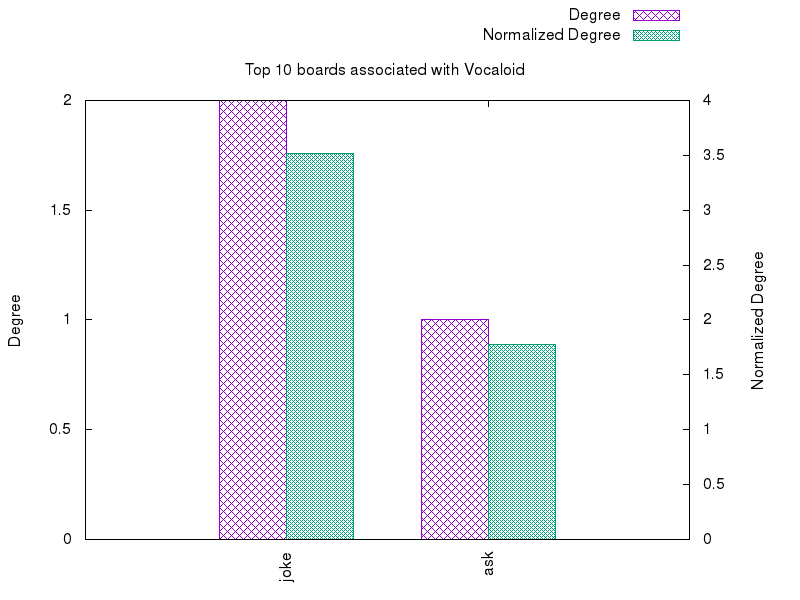 Degree
Normalized Degree
Top 10 boards associated with Vocaloid
2
1.5
1
0.5
0
4
3.5
3
2.5
2
1.5
1
0.5
0
Degree
Normalized Degree
joke
ask